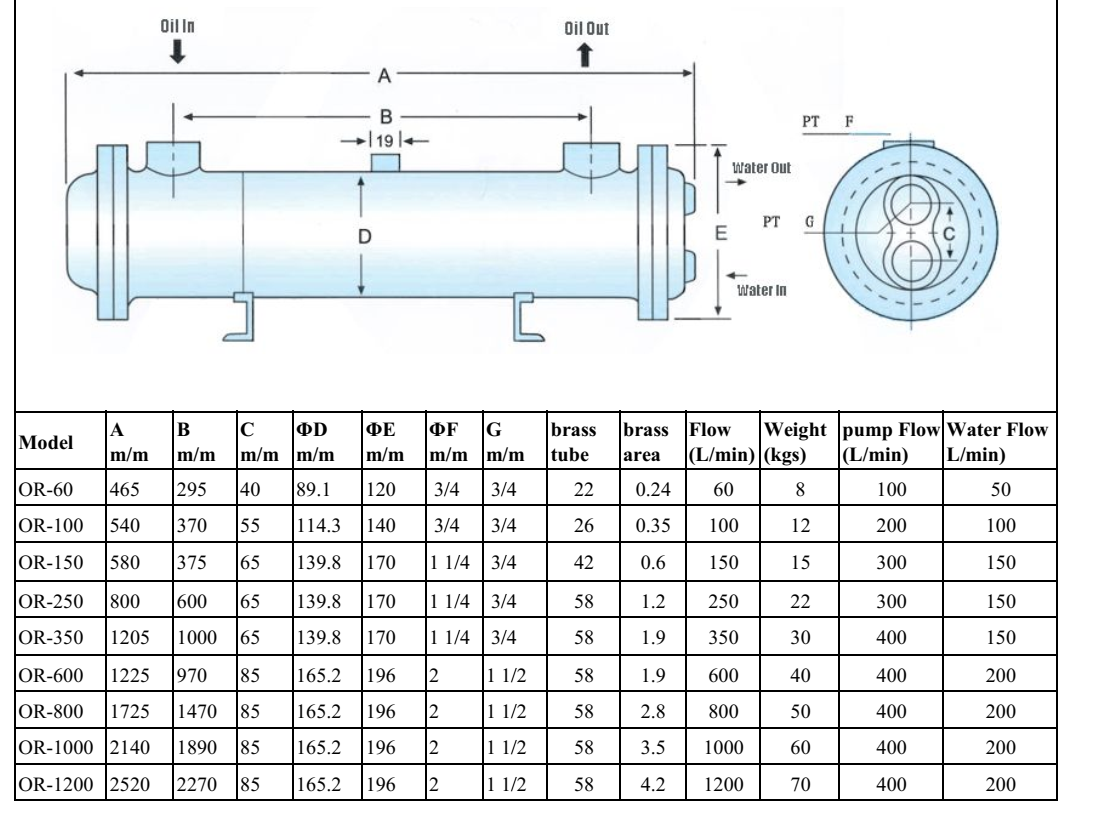 Oil In
Oil Out
A
B
19
PT F
Water Out
D
E
PT G
C
Water In
Model A m/m B m/m C m/m ΦD m/m ΦE m/m ΦF m/m G m/m brass tube brass area Flow (L/min) Weight (kgs) pump Flow (L/min) Water Flow L/min)
OR-60 465 295 40 89.1 120 3/4 3/4 22 0.24 60 8 100 50
OR-100 540 370 55 114.3 140 3/4 3/4 26 0.35 100 12 200 100
OR-150 580 375 65 139.8 170 1 1/4 3/4 42 0.6 150 15 300 150
OR-250 800 600 65 139.8 170 1 1/4 3/4 58 1.2 250 22 300 150
OR-350 1205 1000 65 139.8 170 1 1/4 3/4 58 1.9 350 30 400 150
OR-600 1225 970 85 165.2 196 2 1 1/2 58 1.9 600 40 400 200
OR-800 1725 1470 85 165.2 196 2 1 1/2 58 2.8 800 50 400 200
OR-1000 2140 1890 85 165.2 196 2 1 1/2 58 3.5 1000 60 400 200
OR-1200 2520 2270 85 165.2 196 2 1 1/2 58 4.2 1200 70 400 200